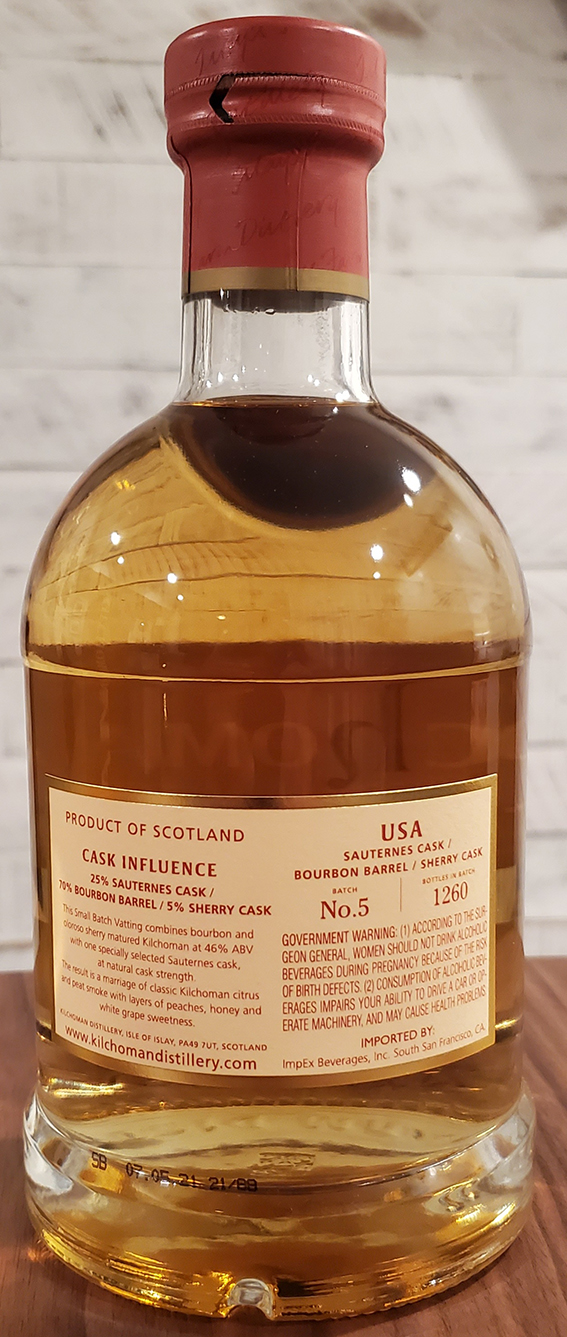 Distillery
PRODUCT OF SCOTLAND
CASK INFLUENCE
25% SAUTERNES CASK /
70% BOURBON BARREL / 5% SHERRY CASK
This Small Batch Vatting combines bourbon and
oloroso sherry matured Kilchoman at 46% ABV
with one specially selected Sauternes cask,
at natural cask strength.
The result is a marriage of classic Kilchoman citrus
and peat smoke with layers of peaches, honey and
white grape sweetness.
KILCHOMAN DISTILLERY, ISLE OF ISLAY, PA49 7UT, SCOTLAND
www.kilchomandistillery.com
USA
SAUTERNES CASK /
BOURBON BARREL / SHERRY CASK
BATCH
No.5
BOTTLES IN BATCH
1260
GOVERNMENT WARNING: (1) ACCORDING TO THE SUR-
GEON GENERAL, WOMEN SHOULD NOT DRINK ALCOHOLIC
BEVERAGES DURING PREGNANCY BECAUSE OF THE RISK
OF BIRTH DEFECTS. (2) CONSUMPTION OF ALCOHOLIC BEV-
ERAGES IMPAIRS YOUR ABILITY TO DRIVE A CAR OR OP-
ERATE MACHINERY, AND MAY CAUSE HEALTH PROBLEMS.
IMPORTED BY:
ImpEx Beverages, Inc. South San Francisco, CA
SB 07.05.21 21/88